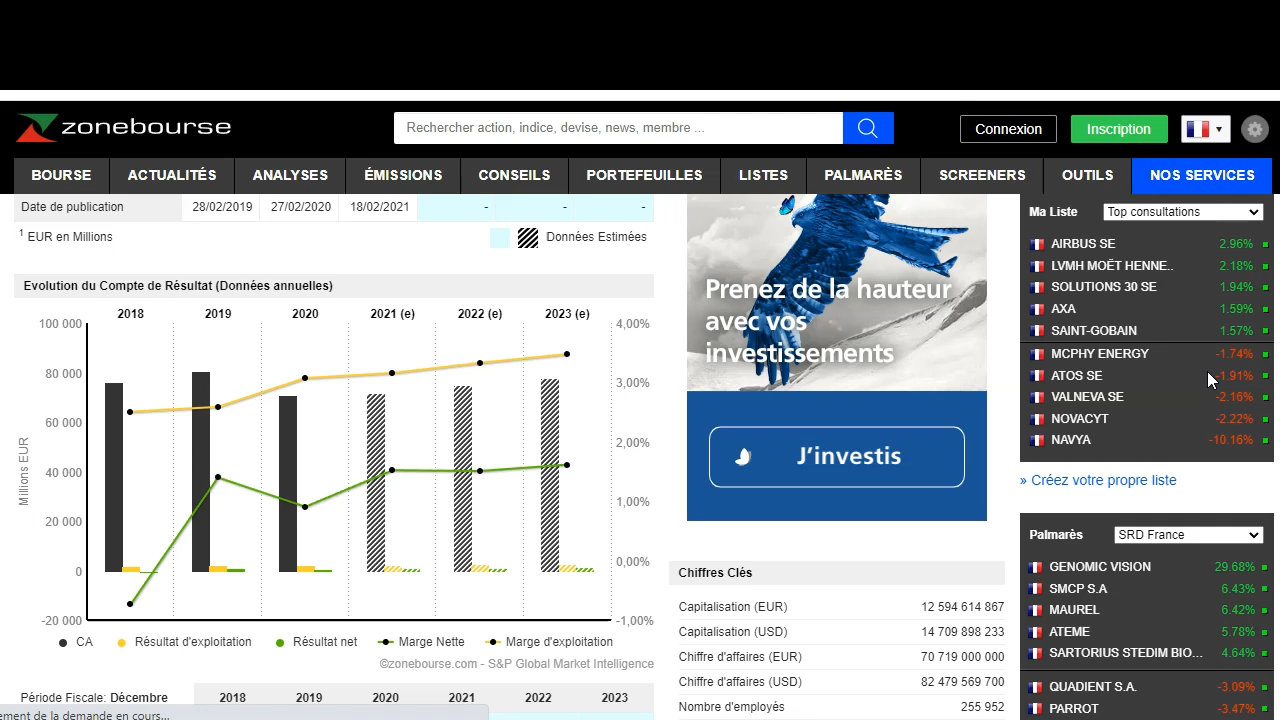 zonebourse
Rechercher action, indice, devise, news, membre ...
Connexion
Inscription
BOURSE ACTUALITÉS ANALYSES ÉMISSIONS CONSEILS PORTEFEUILLES LISTES PALMARÈS SCREENERS OUTILS NOS SERVICES
Date de publication 28/02/2019 27/02/2020 18/02/2021 - - -
1 EUR en Millions
Données Estimées
Evolution du Compte de Résultat (Données annuelles)
2018 2019 2020 2021 (e) 2022 (e) 2023 (e)
100 000 4,00%
80 000 3,00%
60 000 2,00%
40 000 1,00%
20 000
0 0,00%
-20 000 -1,00%
Millions EUR
CA Résultat d'exploitation Résultat net Marge Nette Marge d'exploitation
©zonebourse.com - S&P Global Market Intelligence
Période Fiscale: Décembre 2018 2019 2020 2021 2022 2023
ement de la demande en cours...
Prenez de la hauteur
avec vos
investissements
J'investis
Chiffres Clés
Capitalisation (EUR) 12 594 614 867
Capitalisation (USD) 14 709 898 233
Chiffre d'affaires (EUR) 70 719 000 000
Chiffre d'affaires (USD) 82 479 569 700
Nombre d'employés 255 952
Ma Liste Top consultations
AIRBUS SE 2.96%
LVMH MOËT HENNE.. 2.18%
SOLUTIONS 30 SE 1.94%
AXA 1.59%
SAINT-GOBAIN 1.57%
MCPHY ENERGY -1.74%
ATOS SE -1.91%
VALNEVA SE -2.16%
NOVACYT -2.22%
NAVYA -10.16%
» Créez votre propre liste
Palmarès SRD France
GENOMIC VISION 29.68%
SMCP S.A 6.43%
MAUREL 6.42%
ATEME 5.78%
SARTORIUS STEDIM BIO... 4.64%
QUADIENT S.A. -3.09%
PARROT -3.47%